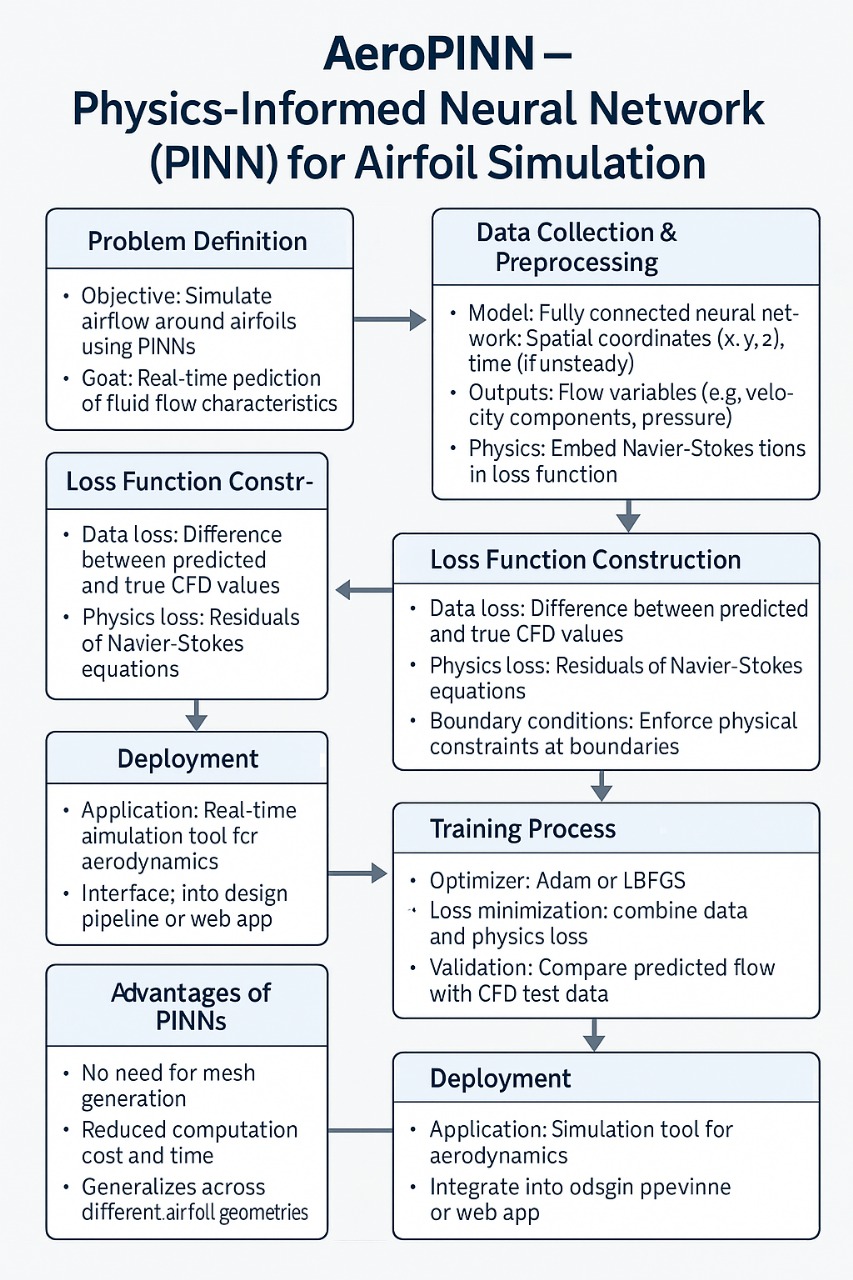 AeroPINN –
Physics-Informed Neural Network
(PINN) for Airfoil Simulation
Problem Definition
• Objective: Simulate
airflow around airfoils
using PINNs
• Goat: Real-time pediction
of fluid flow characteristics
Data Collection &
Preprocessing
• Model: Fully connected neural net-
work: Spatial coordinates (x. y, 2),
time (if unsteady)
• Outputs: Flow variables (e.g, velo-
city components, pressure)
• Physics: Embed Navier-Stokes tions
in loss function
Loss Function Constr-
• Data loss: Difference
between predicted
and true CFD values
• Physics loss: Residuals
of Navier-Stokes
equations
Loss Function Construction
• Data loss: Difference between predicted
and true CFD values
• Physics loss: Residuals of Navier-Stokes
equations
• Boundary conditions: Enforce physical
constraints at boundaries
Deployment
• Application: Real-time
aimulation tool fcr
aerodynamics
• Interface; into design
pipeline or web app
Training Process
• Optimizer: Adam or LBFGS
• Loss minimization: combine data
and physics loss
• Validation: Compare predicted flow
with CFD test data
Advantages of
PINNs
• No need for mesh
generation
• Reduced computation
cost and time
• Generalizes across
different.airfoll geometries
Deployment
• Application: Simulation tool for
aerodynamics
• Integrate into odsgin ppevinne
or web app